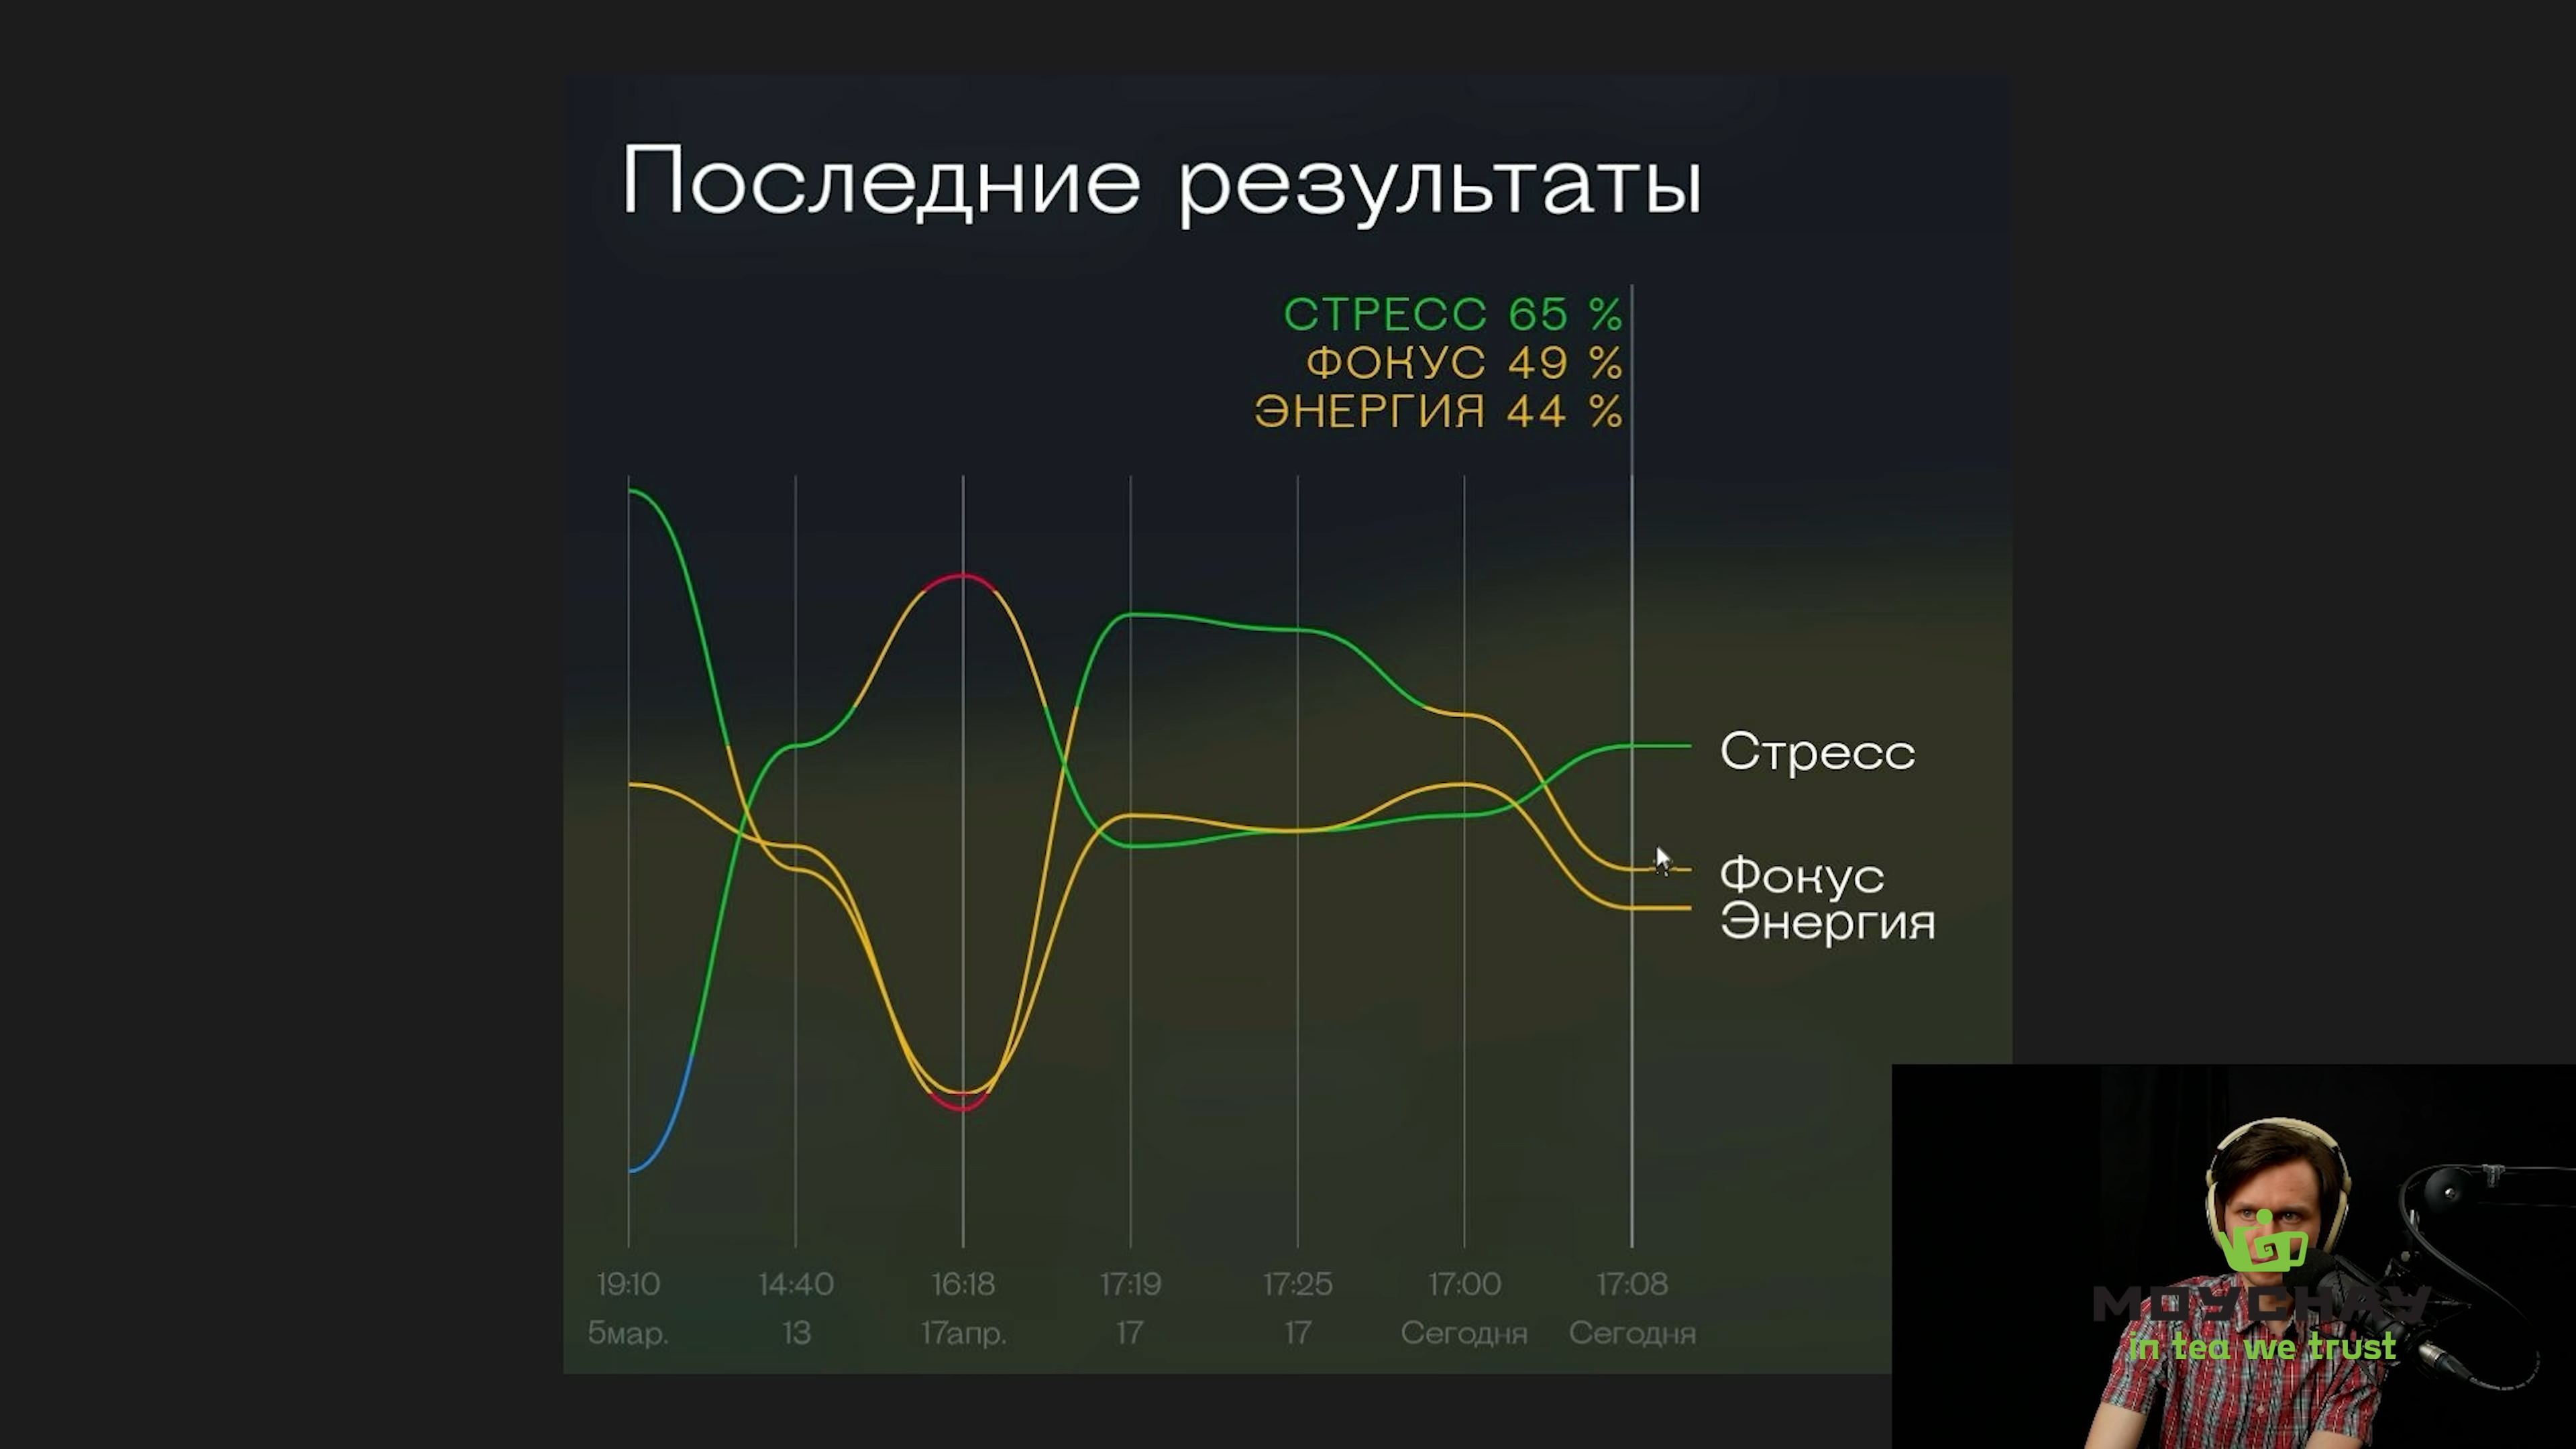 Последние результаты
СТРЕСС 65 %
ФОКУС 49 %
ЭНЕРГИЯ 44 %
Стресс
Фокус
Энергия
19:10 14:40 16:18 17:19 17:25 17:00 17:08
5мар. 13 17апр. 17 17 Сегодня Сегодня
MOYCHAY
in tea we trust